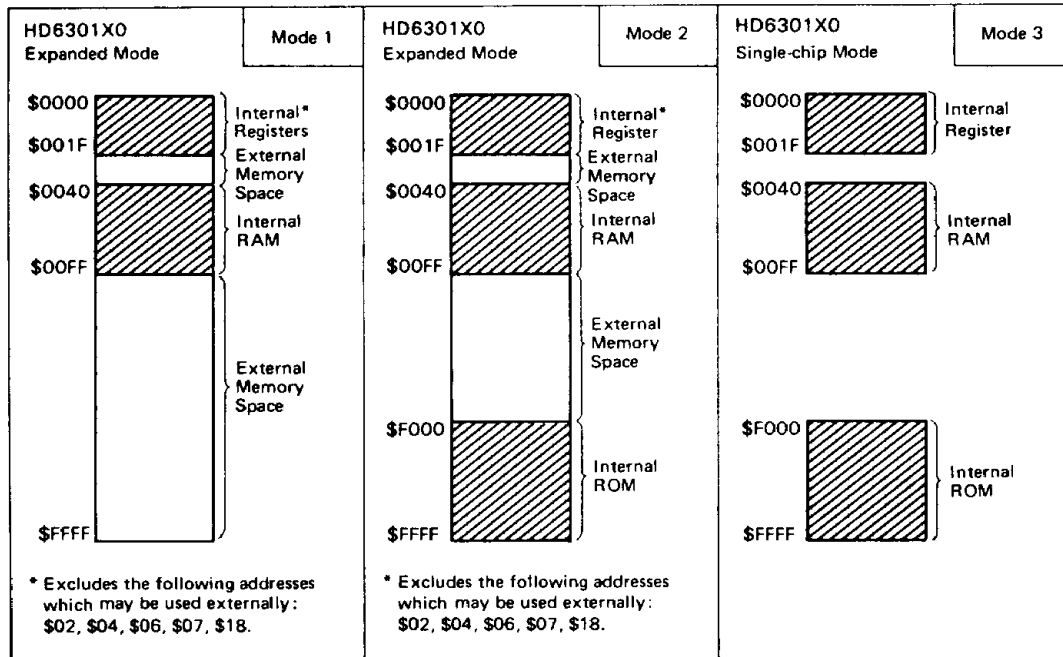 HD6301X0
Expanded Mode
Mode 1
$0000
$001F
$0040
$00FF
$FFFF
Internal*
Registers
External
Memory
Space
Internal
RAM
External
Memory
Space
* Excludes the following addresses
which may be used externally:
$02, $04, $06, $07, $18.
HD6301X0
Expanded Mode
Mode 2
$0000
$001F
$0040
$00FF
$F000
$FFFF
Internal*
Register
External
Memory
Space
Internal
RAM
External
Memory
Space
Internal
ROM
* Excludes the following addresses
which may be used externally:
$02, $04, $06, $07, $18.
HD6301X0
Single-chip Mode
Mode 3
$0000
$001F
$0040
$00FF
$F000
$FFFF
Internal
Register
Internal
RAM
Internal
ROM